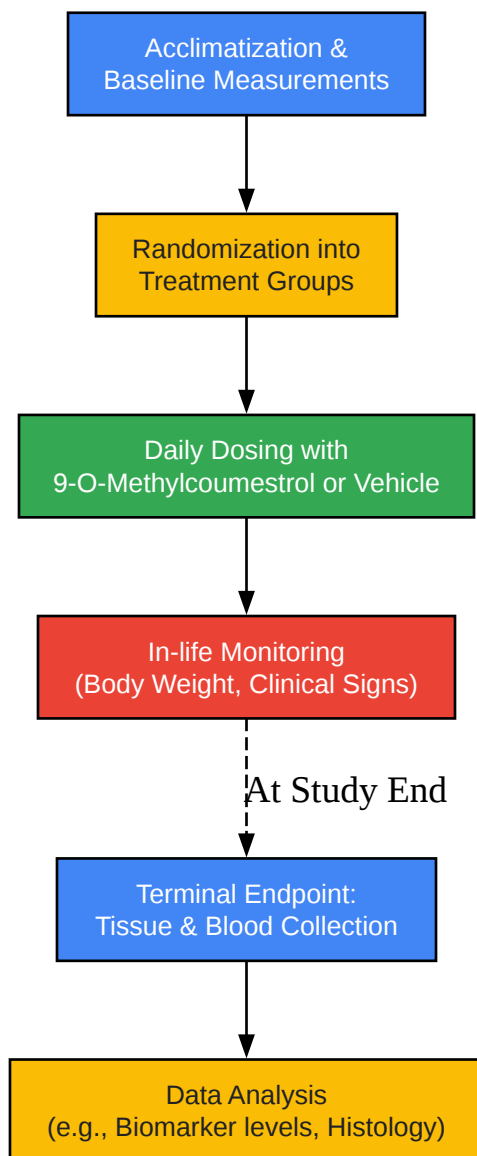 Acclimatization &
Baseline Measurements
Randomization into
Treatment Groups
Daily Dosing with
9-O-Methylcoumestrol or Vehicle
In-life Monitoring
(Body Weight, Clinical Signs)
At Study End
Terminal Endpoint:
Tissue & Blood Collection
Data Analysis
(e.g., Biomarker levels, Histology)